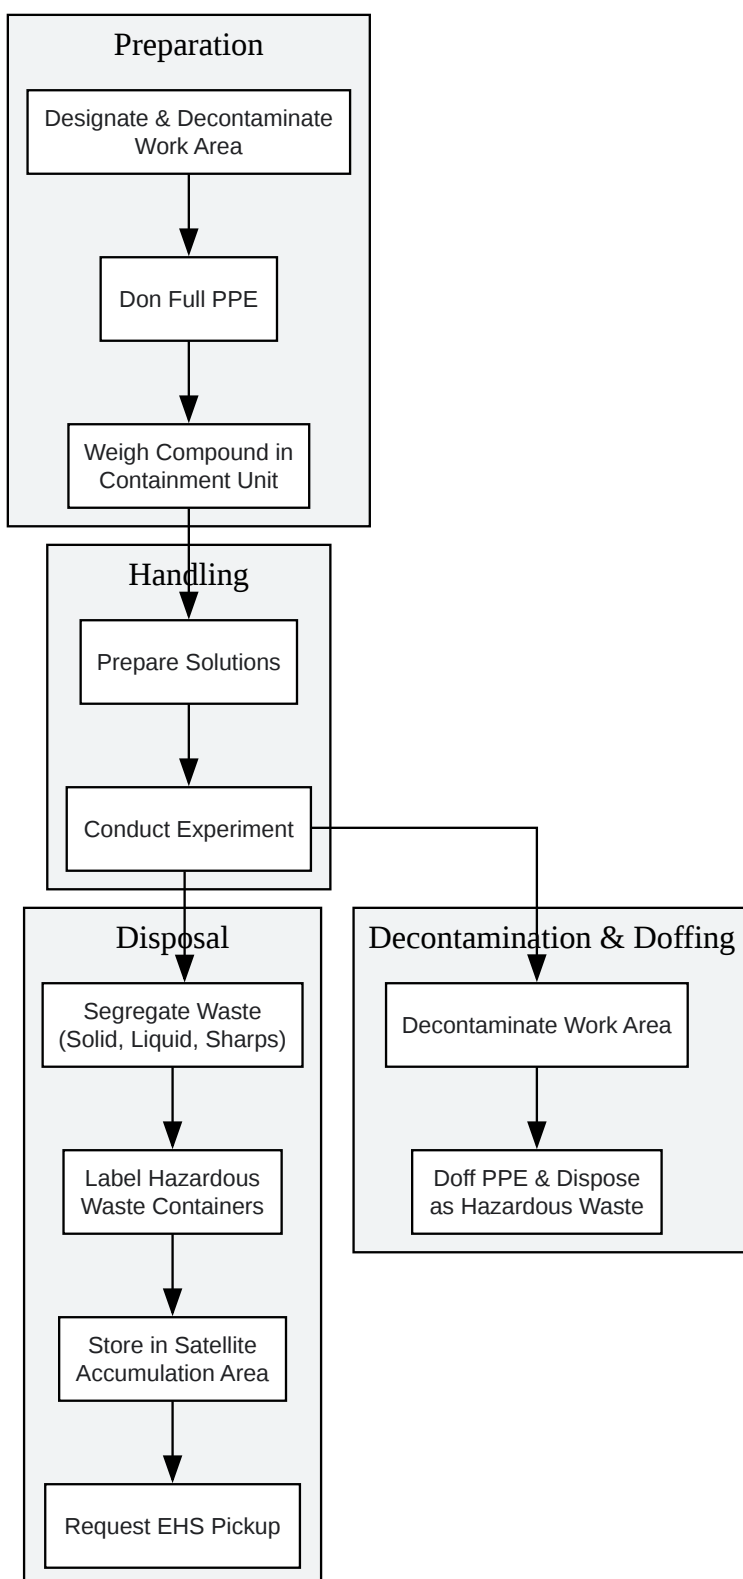 Preparation
Designate & Decontaminate
Work Area
Don Full PPE
Weigh Compound in
Containment Unit
Handling
Prepare Solutions
Conduct Experiment
Disposal
Segregate Waste
(Solid, Liquid, Sharps)
Label Hazardous
Waste Containers
Store in Satellite
Accumulation Area
Request EHS Pickup
Decontamination & Doffing
Decontaminate Work Area
Doff PPE & Dispose
as Hazardous Waste